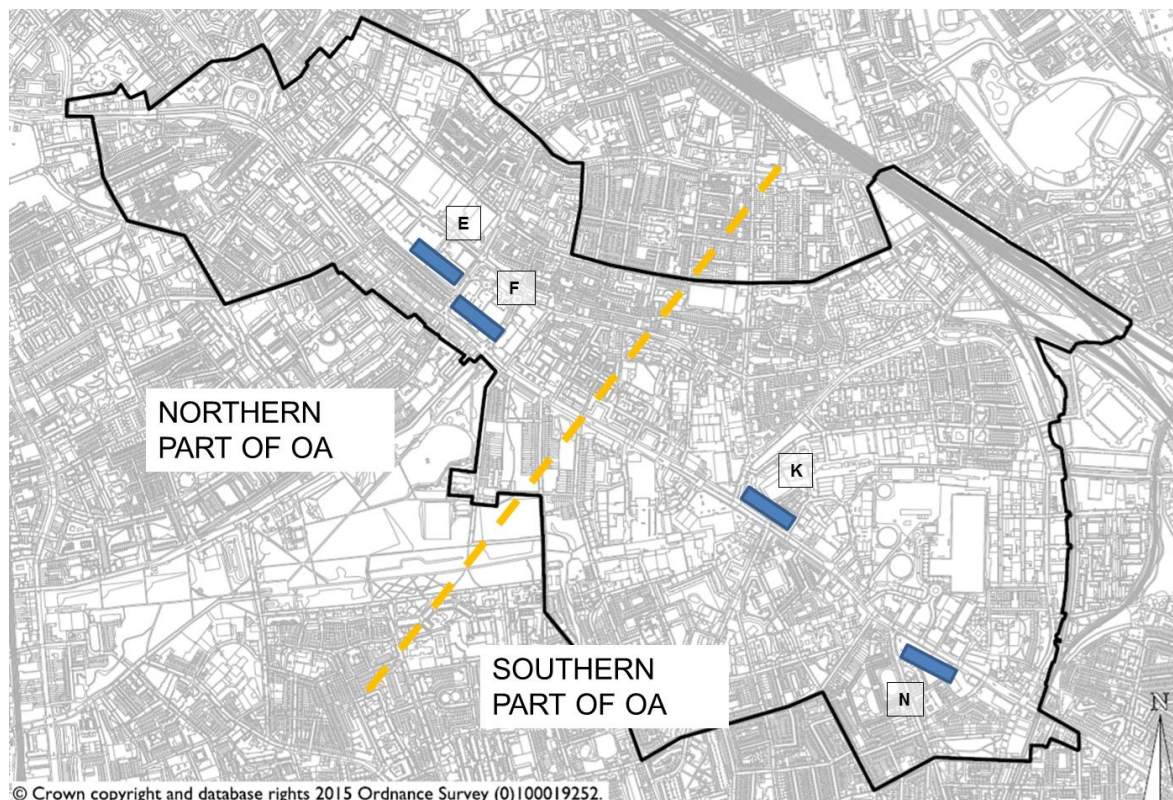 E
F
NORTHERN
PART OF OA
K
SOUTHERN
PART OF OA
N
N
© Crown copyright and database rights 2015 Ordnance Survey (0)100019252.